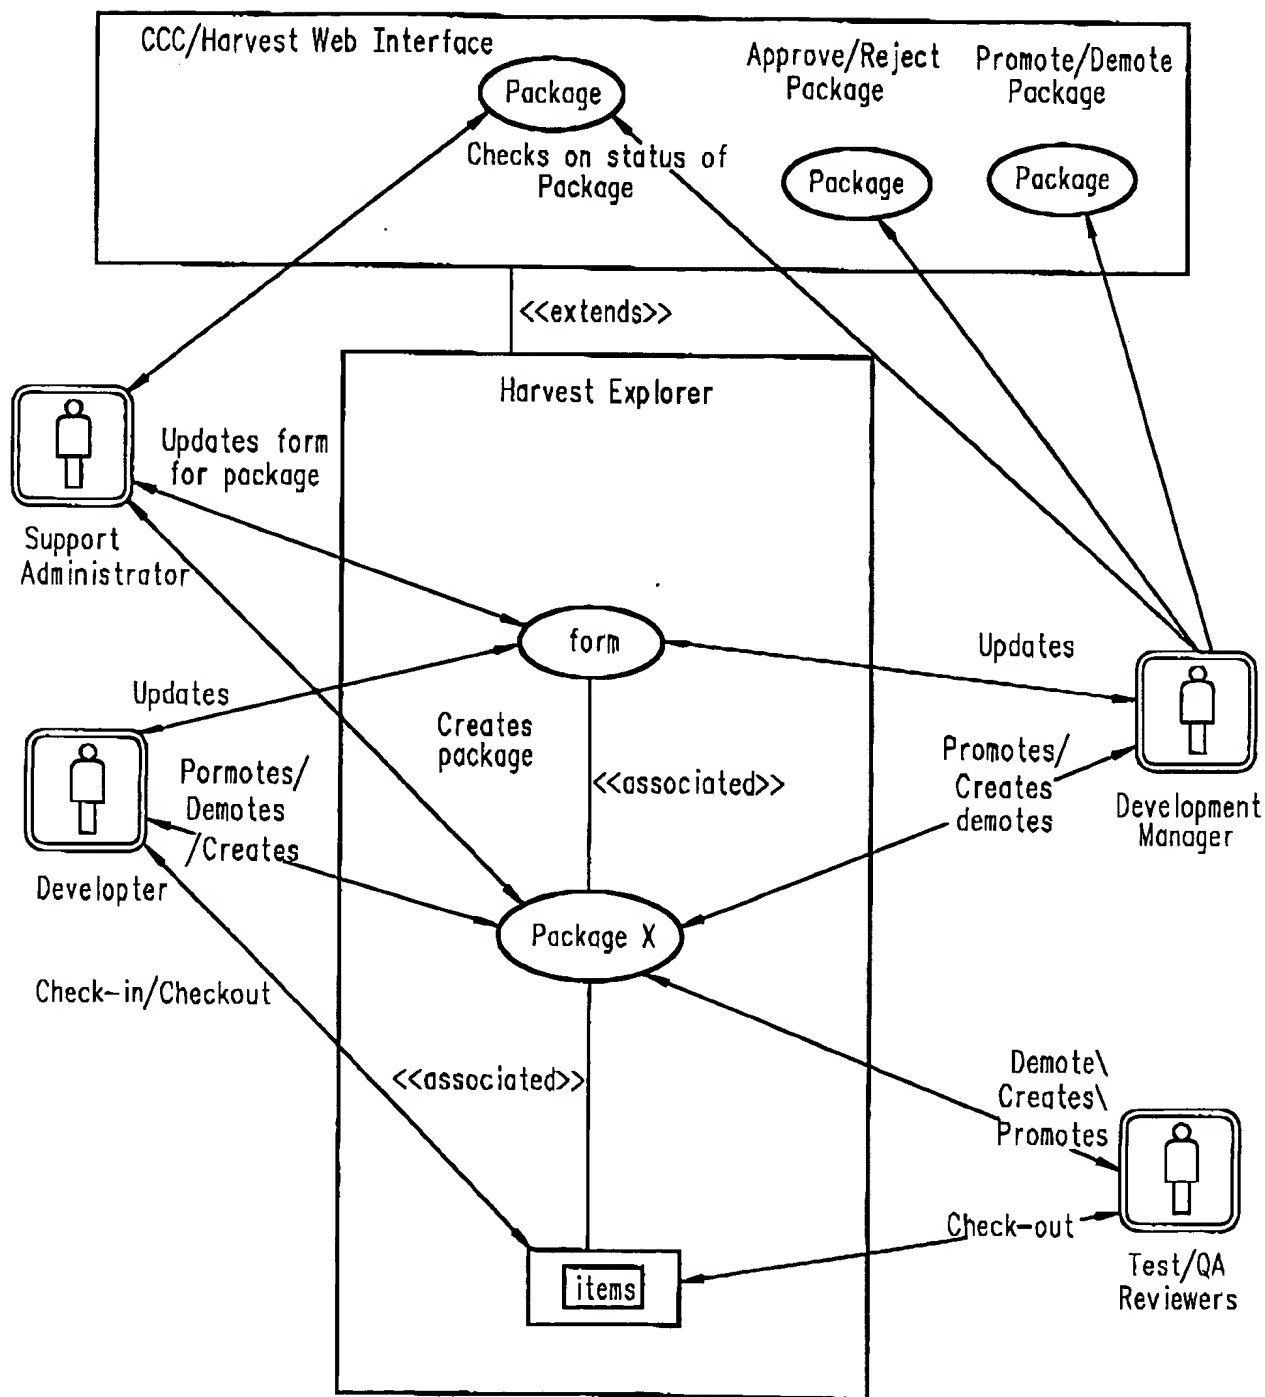 CCC/Harvest Web Interface
Package
Checks on status of
Package
Approve/Reject
Package
Package
Promote/Demote
Package
Package
<<extends>>
Harvest Explorer
Support
Administrator
Updates form
for package
form
Updates
Updates
Creates
package
<<associated>>
Pormotes/
Demotes
/Creates
Developter
Promotes/
Creates
demotes
Development
Manager
Package X
Check-in/Checkout
<<associated>>
Demote\
Creates\
Promotes
Check-out
items
Test/QA
Reviewers